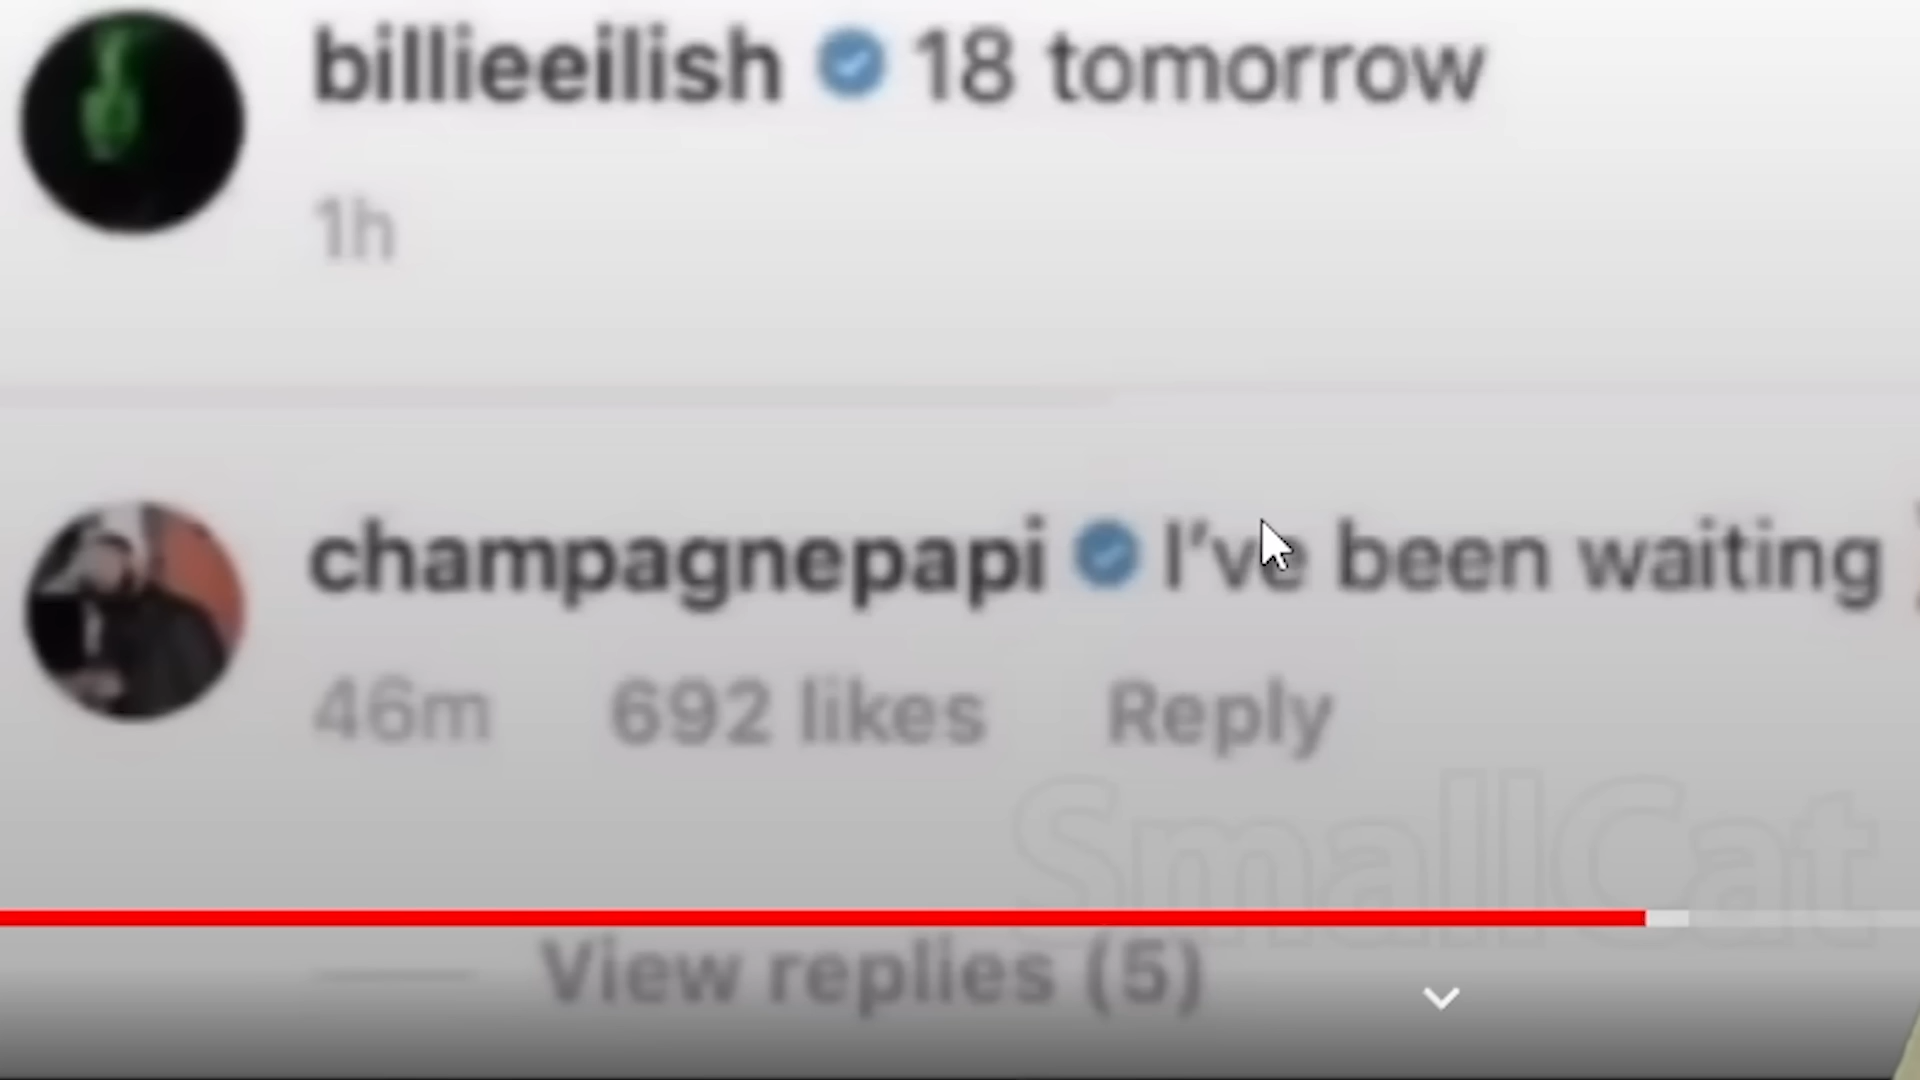 billieeilish 18 tomorrow
1h
champagnepapi I've been waiting
46m 692 likes Reply
SmallCat
View replies (5)